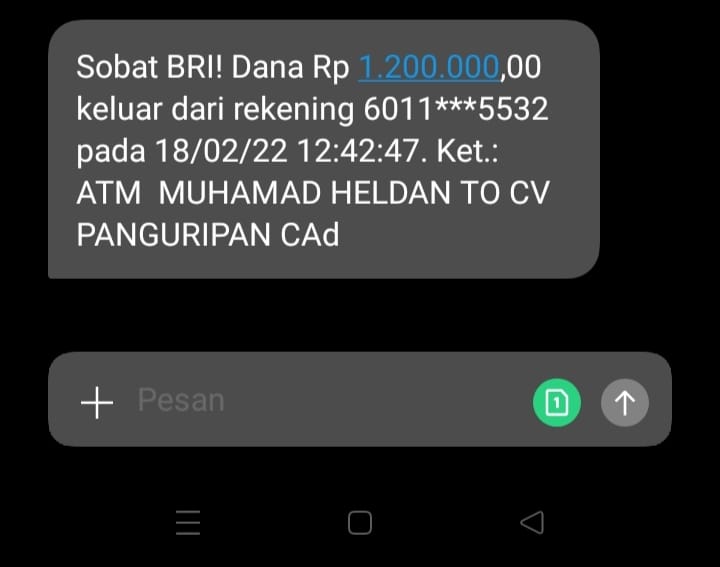 Sobat BRI! Dana Rp 1.200.000,00
keluar dari rekening 6011***5532
pada 18/02/22 12:42:47. Ket.:
ATM  MUHAMAD HELDAN TO CV
PANGURIPAN CAd
Pesan
1